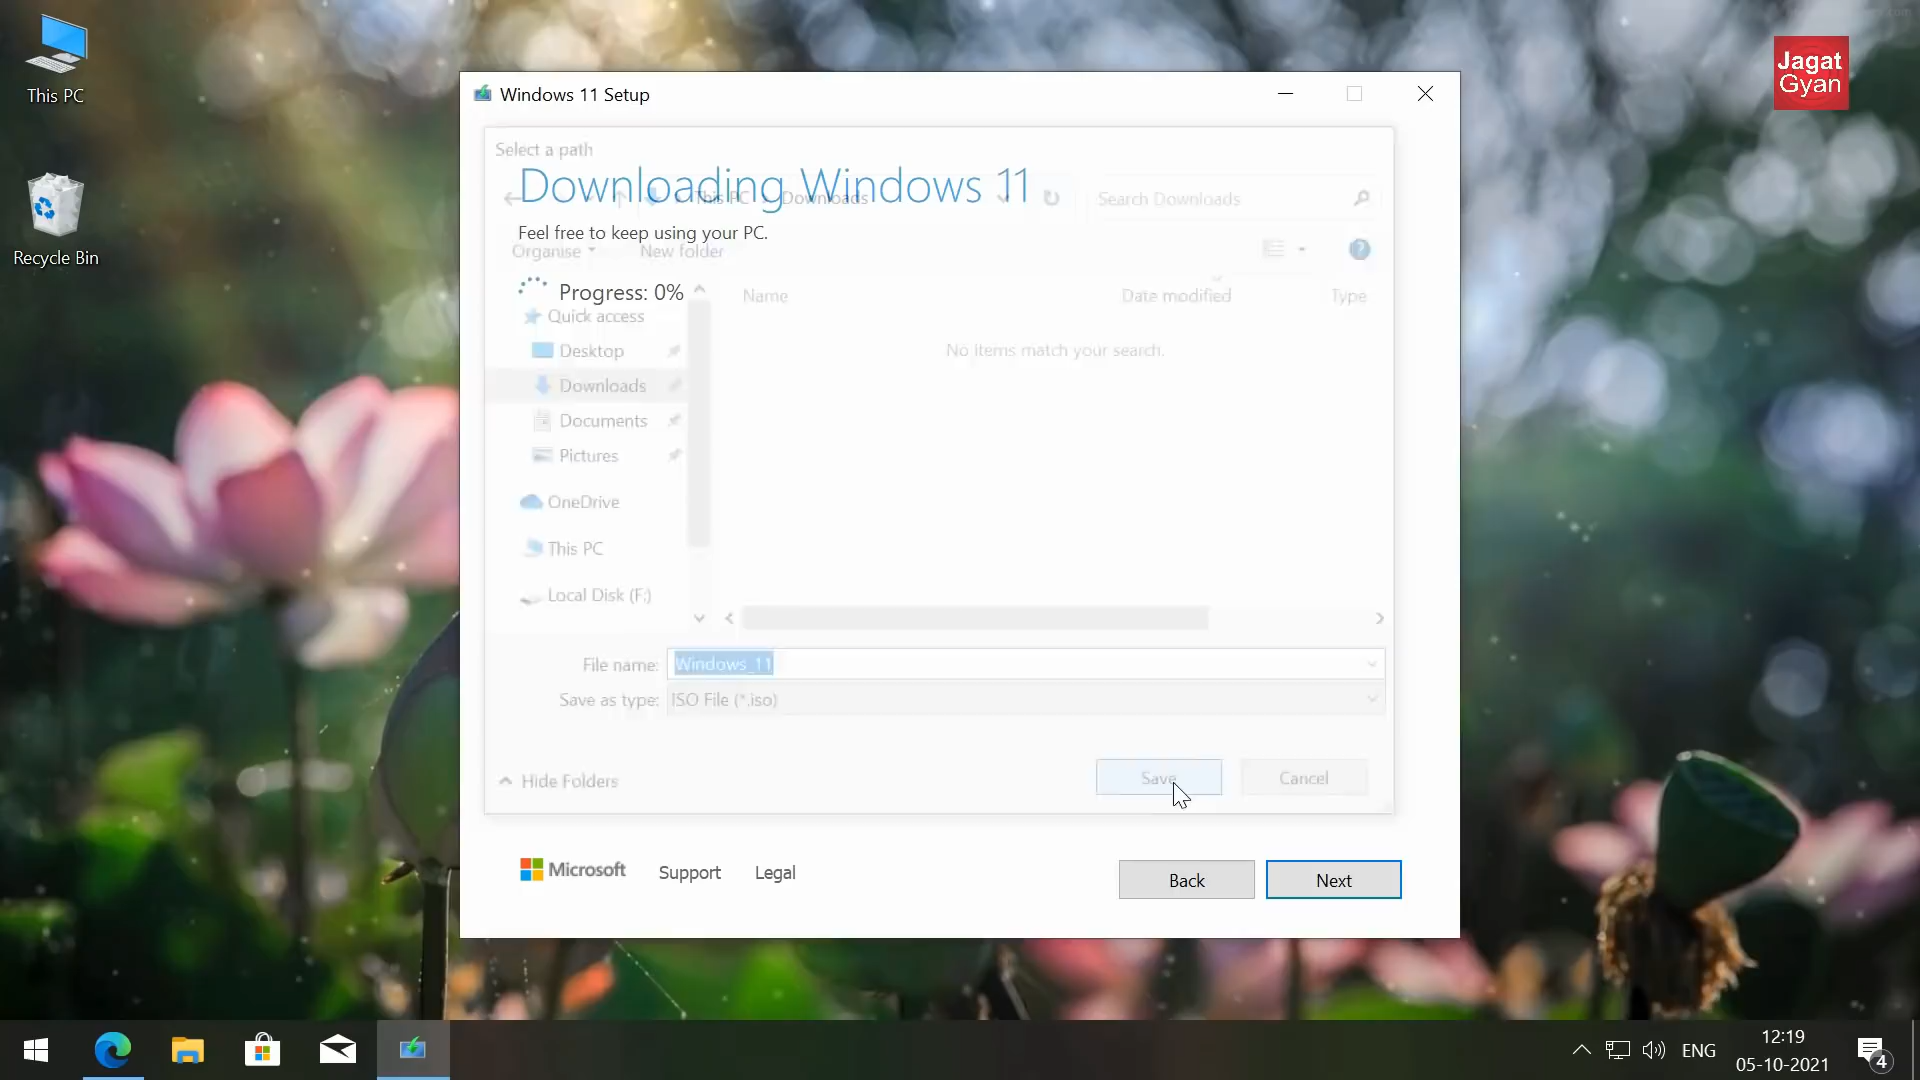 This PC
Recycle Bin
Jagat
Gyan
Windows 11 Setup
Select a path
Downloading Windows 11
This PC
Downloads
Search Downloads
Feel free to keep using your PC.
Organise
New folder
Progress: 0%
Name
Date modified
Type
Quick access
No items match your search.
Desktop
Downloads
Documents
Pictures
OneDrive
This PC
Local Disk (F:)
File name: Windows_11
Save as type: ISO File (*.iso)
Hide Folders
Save
Cancel
Microsoft
Support
Legal
Back
Next
ENG
12:19
05-10-2021
4